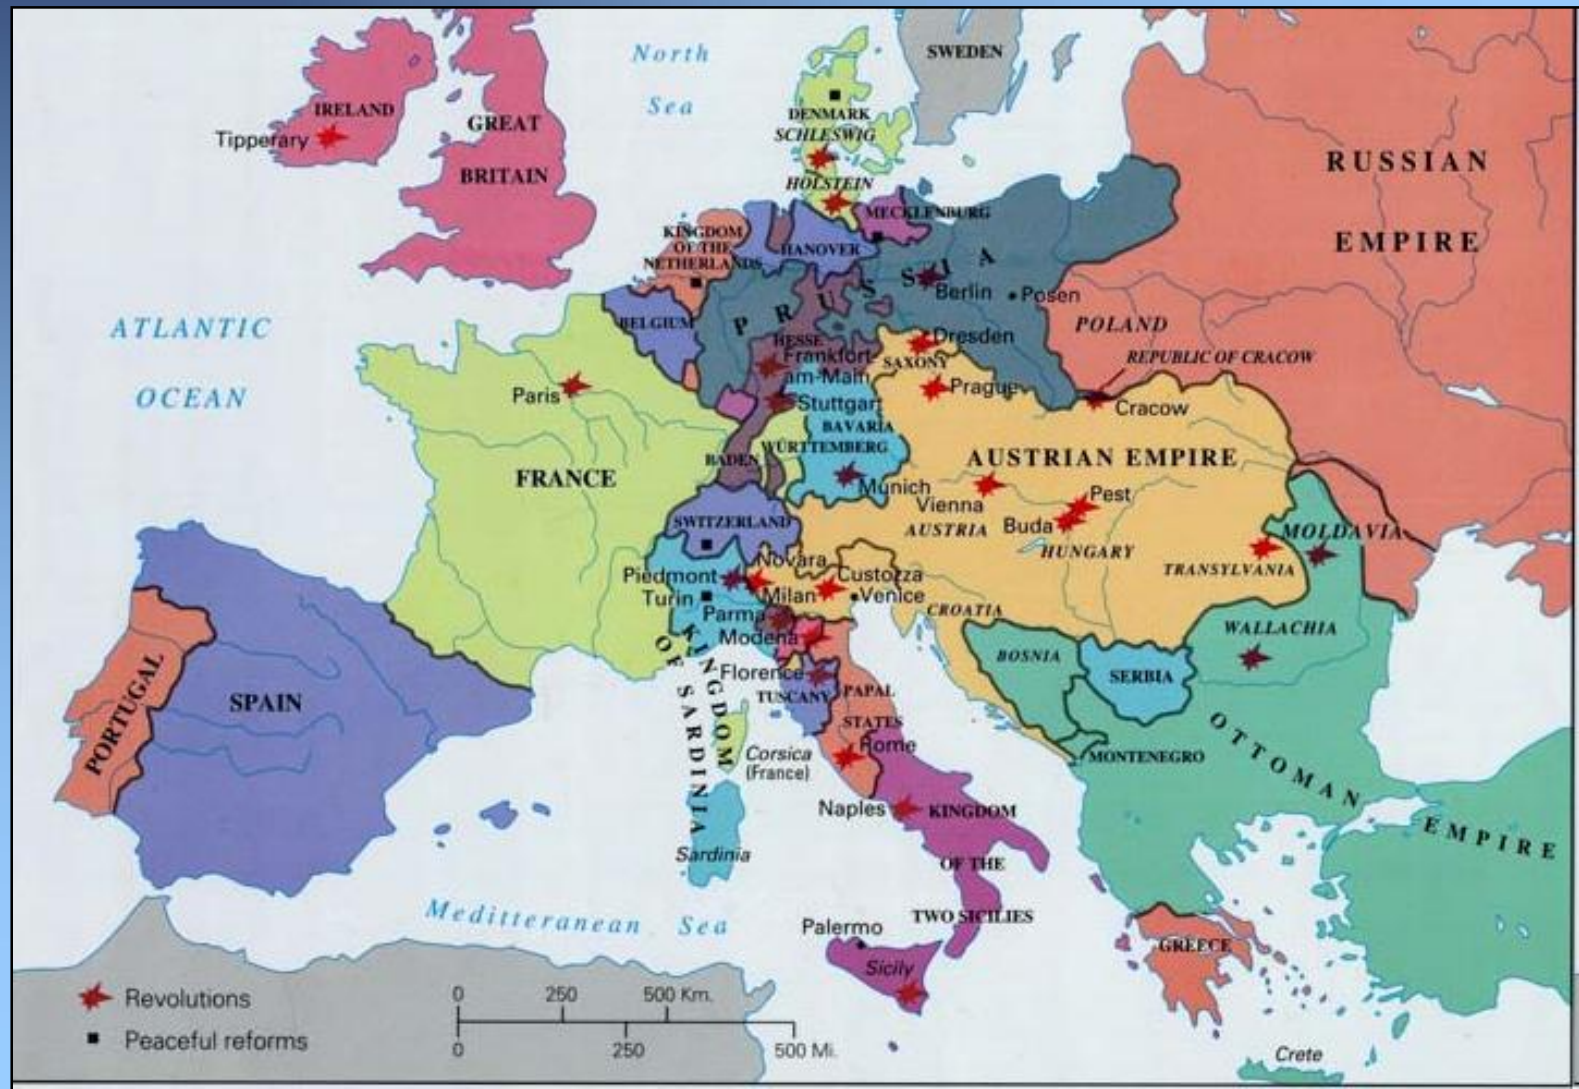 North
Sea
SWEDEN
IRELAND
Tipperary
GREAT
BRITAIN
DENMARK
SCHLESWIG
HOLSTEIN
MECKLENBURG
RUSSIAN
EMPIRE
KINGDOM
OF THE
NETHERLANDS
HANOVER
PRUSSIA
Berlin
Posen
ATLANTIC
OCEAN
BELGIUM
POLAND
HESSE
Dresden
SAXONY
REPUBLIC OF CRACOW
Frankfort-
am-Main
Paris
Prague
Stuttgart
Cracow
BAVARIA
WÜRTTEMBERG
BADEN
AUSTRIAN EMPIRE
FRANCE
Munich
Vienna
Pest
Buda
AUSTRIA
HUNGARY
SWITZERLAND
MOLDAVIA
TRANSYLVANIA
Novara
Piedmont
Custozza
Turin
Milan
Venice
Parma
CROATIA
Modena
WALLACHIA
BOSNIA
KINGDOM
OF SARDINIA
Florence
TUSCANY
PAPAL
STATES
SERBIA
PORTUGAL
SPAIN
Rome
Corsica
(France)
MONTENEGRO
OTTOMAN
EMPIRE
Naples
KINGDOM
OF THE
TWO SICILIES
Sardinia
Mediterranean Sea
Palermo
Sicily
GREECE
Crete
Revolutions
Peaceful reforms
0 250 500 Km.
0 250 500 Mi.